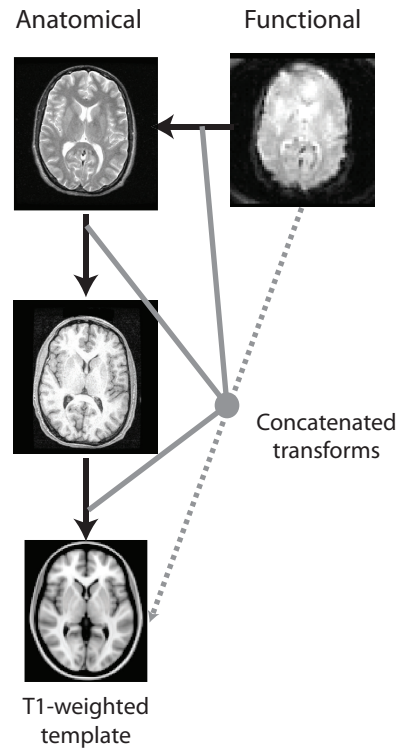 Anatomical
Functional
Concatenated
transforms
T1-weighted
template